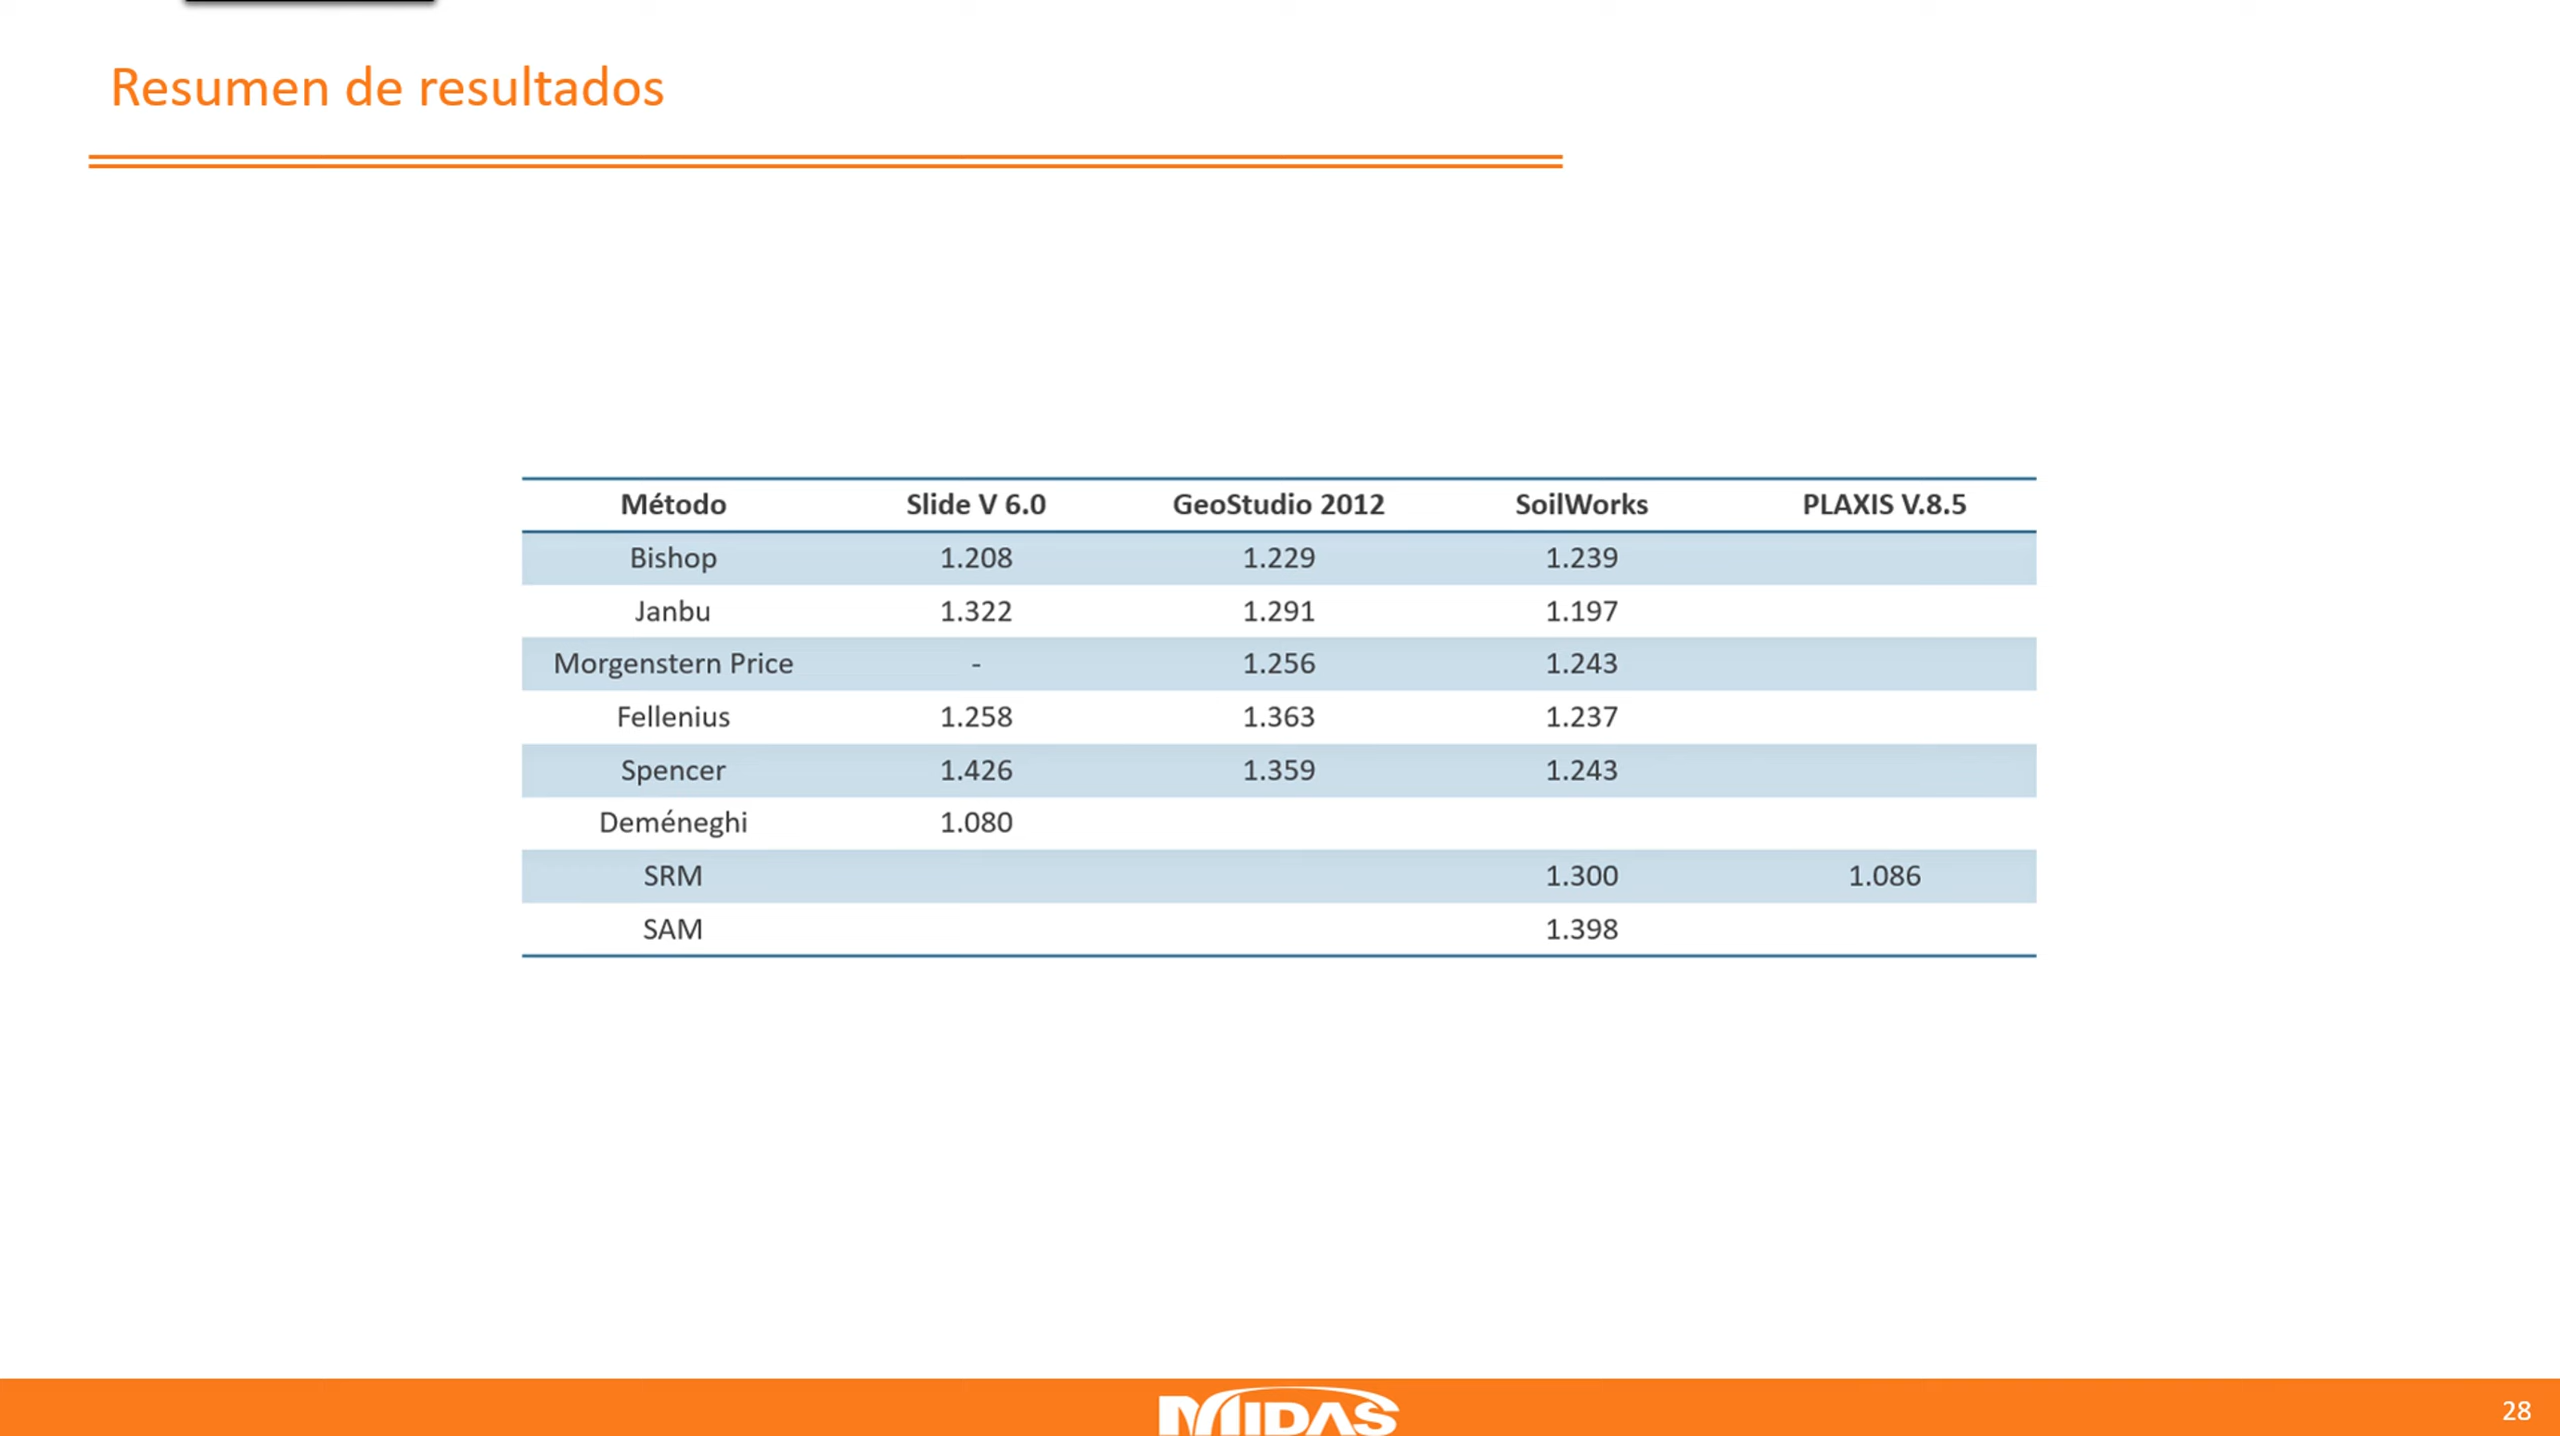 Resumen de resultados
Método Slide V 6.0 GeoStudio 2012 SoilWorks PLAXIS V.8.5
Bishop 1.208 1.229 1.239
Janbu 1.322 1.291 1.197
Morgenstern Price - 1.256 1.243
Fellenius 1.258 1.363 1.237
Spencer 1.426 1.359 1.243
Deméneghi 1.080
SRM 1.300 1.086
SAM 1.398
MIDAS
28